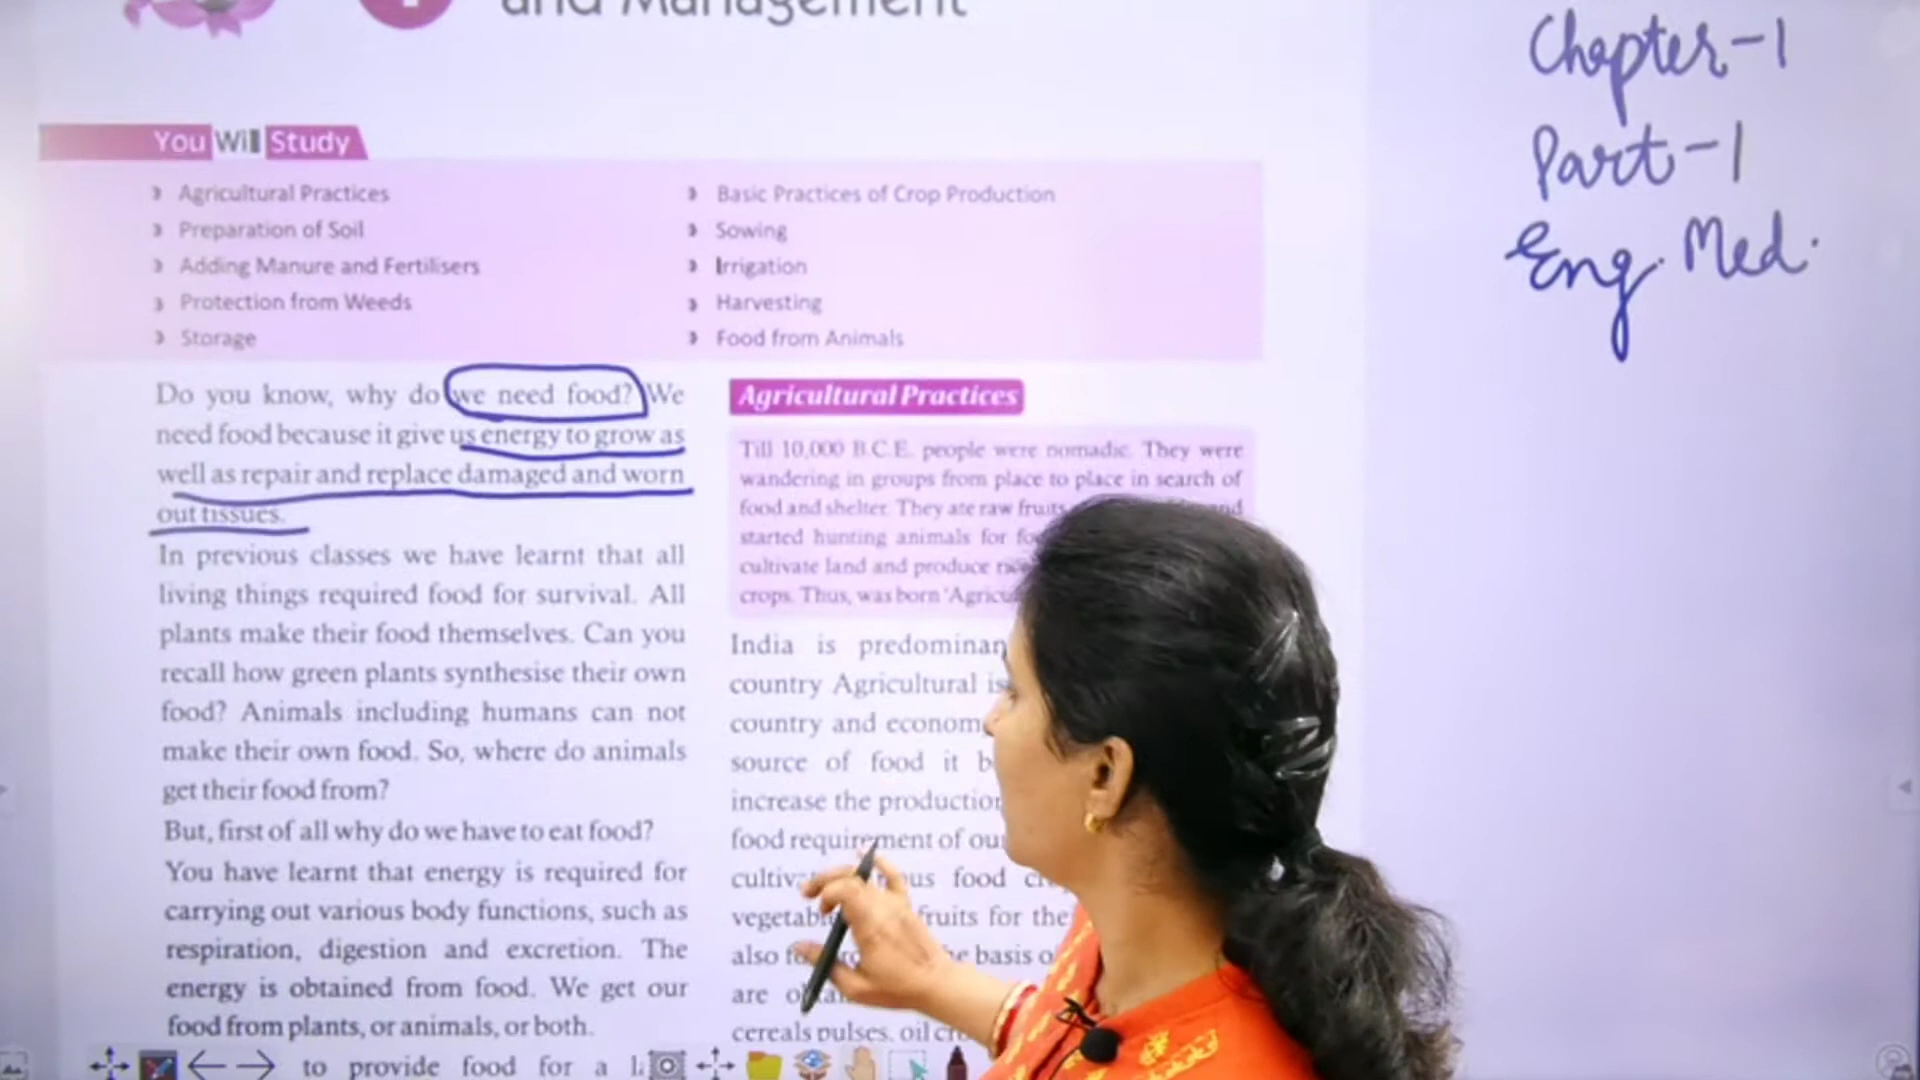 and Management
Chapter-1
Part-1
Eng. Med.
You Will Study
Agricultural Practices
Preparation of Soil
Adding Manure and Fertilisers
Protection from Weeds
Storage
Basic Practices of Crop Production
Sowing
Irrigation
Harvesting
Food from Animals
Do you know, why do we need food? We
need food because it give us energy to grow as
well as repair and replace damaged and worn
out tissues.
In previous classes we have learnt that all
living things required food for survival. All
plants make their food themselves. Can you
recall how green plants synthesise their own
food? Animals including humans can not
make their own food. So, where do animals
get their food from?
But, first of all why do we have to eat food?
You have learnt that energy is required for
carrying out various body functions, such as
respiration, digestion and excretion. The
energy is obtained from food. We get our
food from plants, or animals, or both.
to provide food for a
Agricultural Practices
Till 10,000 B.C.E. people were nomadic. They were
wandering in groups from place to place in search of
food and shelter. They ate raw fruits
started hunting animals for
cultivate land and produce
crops. Thus, was born
India is
country Agricultural
country and
source of food it
increase the
food requirement of
food
fruits for the
also basis
are
cereals pulses, oil